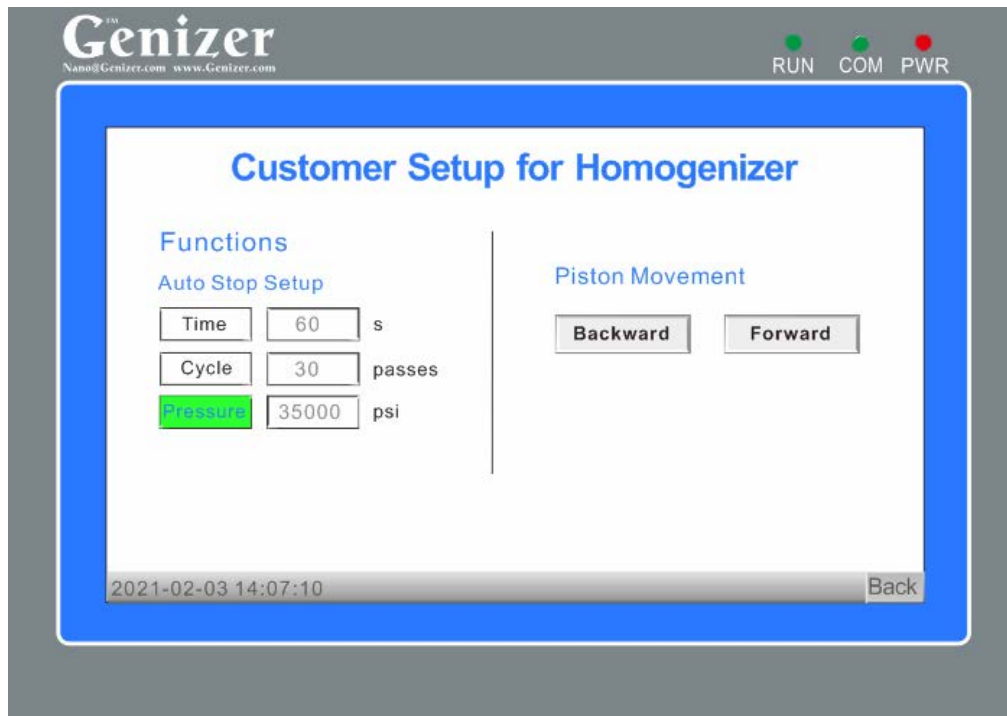 Genizer™
Nano@Genizer.com www.Genizer.com
RUN COM PWR
Customer Setup for Homogenizer
Functions
Auto Stop Setup
Time 60 s
Cycle 30 passes
Pressure 35000 psi
Piston Movement
Backward Forward
2021-02-03 14:07:10 Back